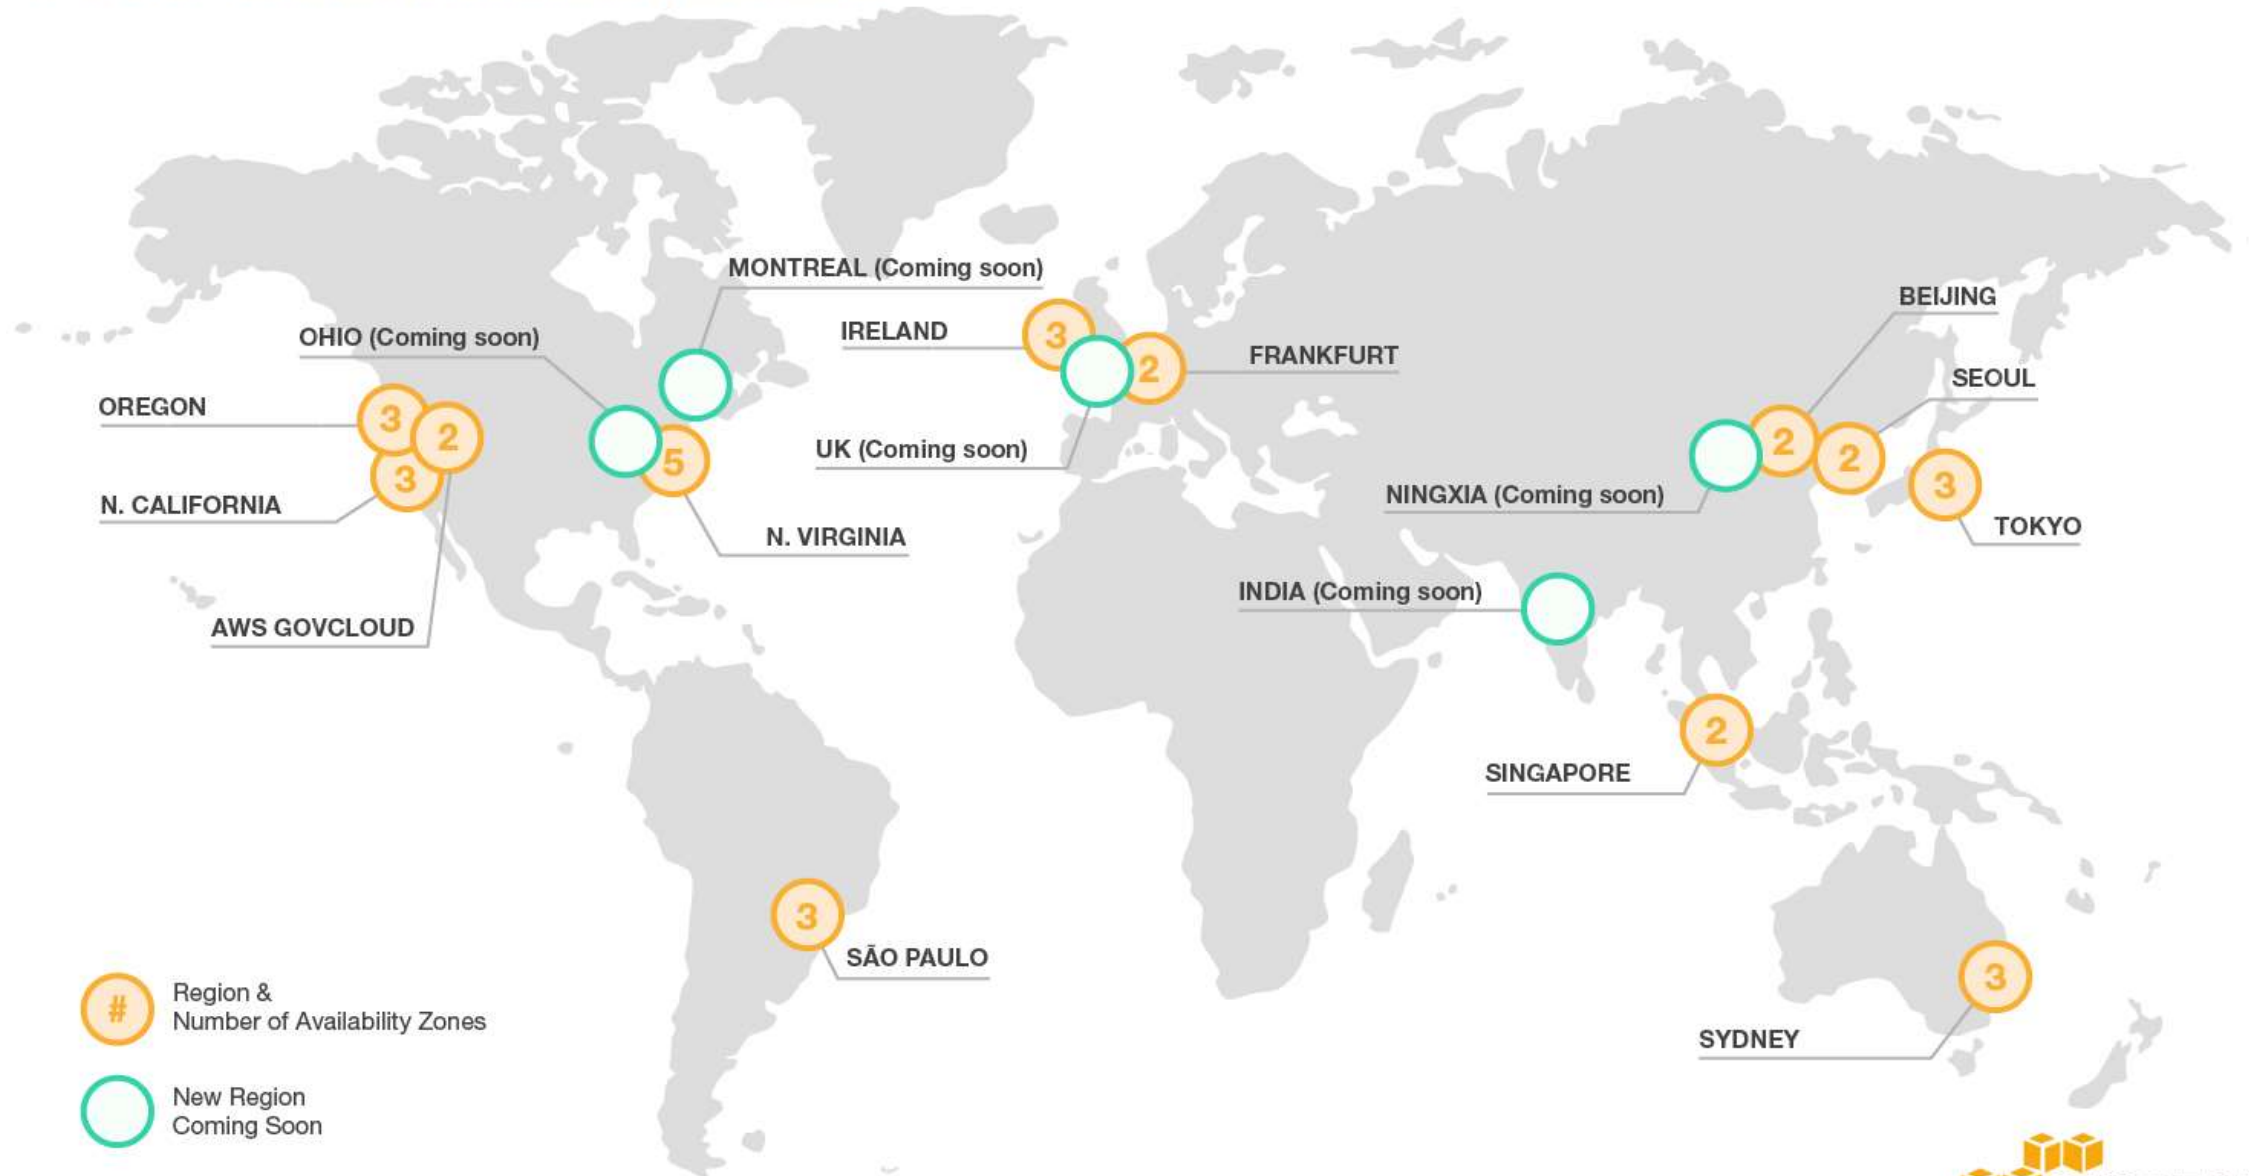 MONTREAL (Coming soon)
OHIO (Coming soon)
IRELAND
3
FRANKFURT
2
BEIJING
SEOUL
OREGON
3
2
3
5
UK (Coming soon)
2
2
3
N. CALIFORNIA
N. VIRGINIA
NINGXIA (Coming soon)
TOKYO
INDIA (Coming soon)
AWS GOVCLOUD
2
SINGAPORE
3
SÃO PAULO
3
SYDNEY
#
Region &
Number of Availability Zones
New Region
Coming Soon